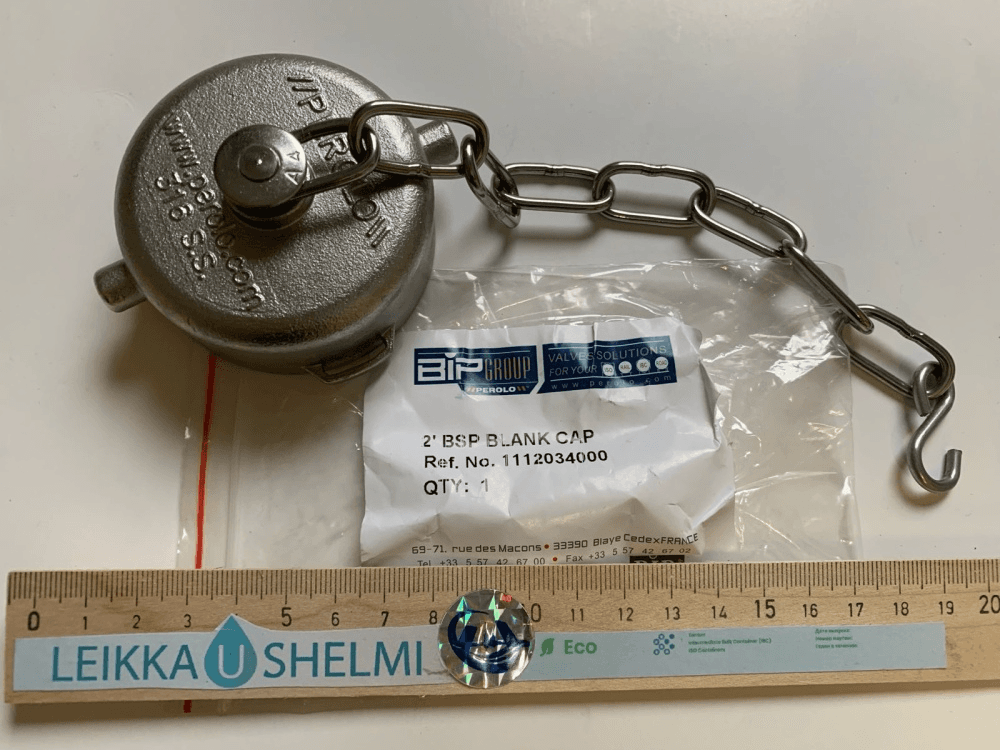 //PEROLO//
www.perolo.com
316 S.S.
A4
BIP GROUP
//PEROLO\\
VALVES SOLUTIONS
FOR YOUR ISO
www.perolo.com
2' BSP BLANK CAP
Ref. No. 1112034000
QTY: 1
69-71, rue des Macons • 33390 Blaye Cedex FRANCE
Tel +33 5 57 42 67 00 • Fax +33 5 57 42 67 02
0 1 2 3 4 5 6 7 8 10 11 12 13 14 15 16 17 18 19 20
LEIKKA U SHELMI
Eco
ISO Containers